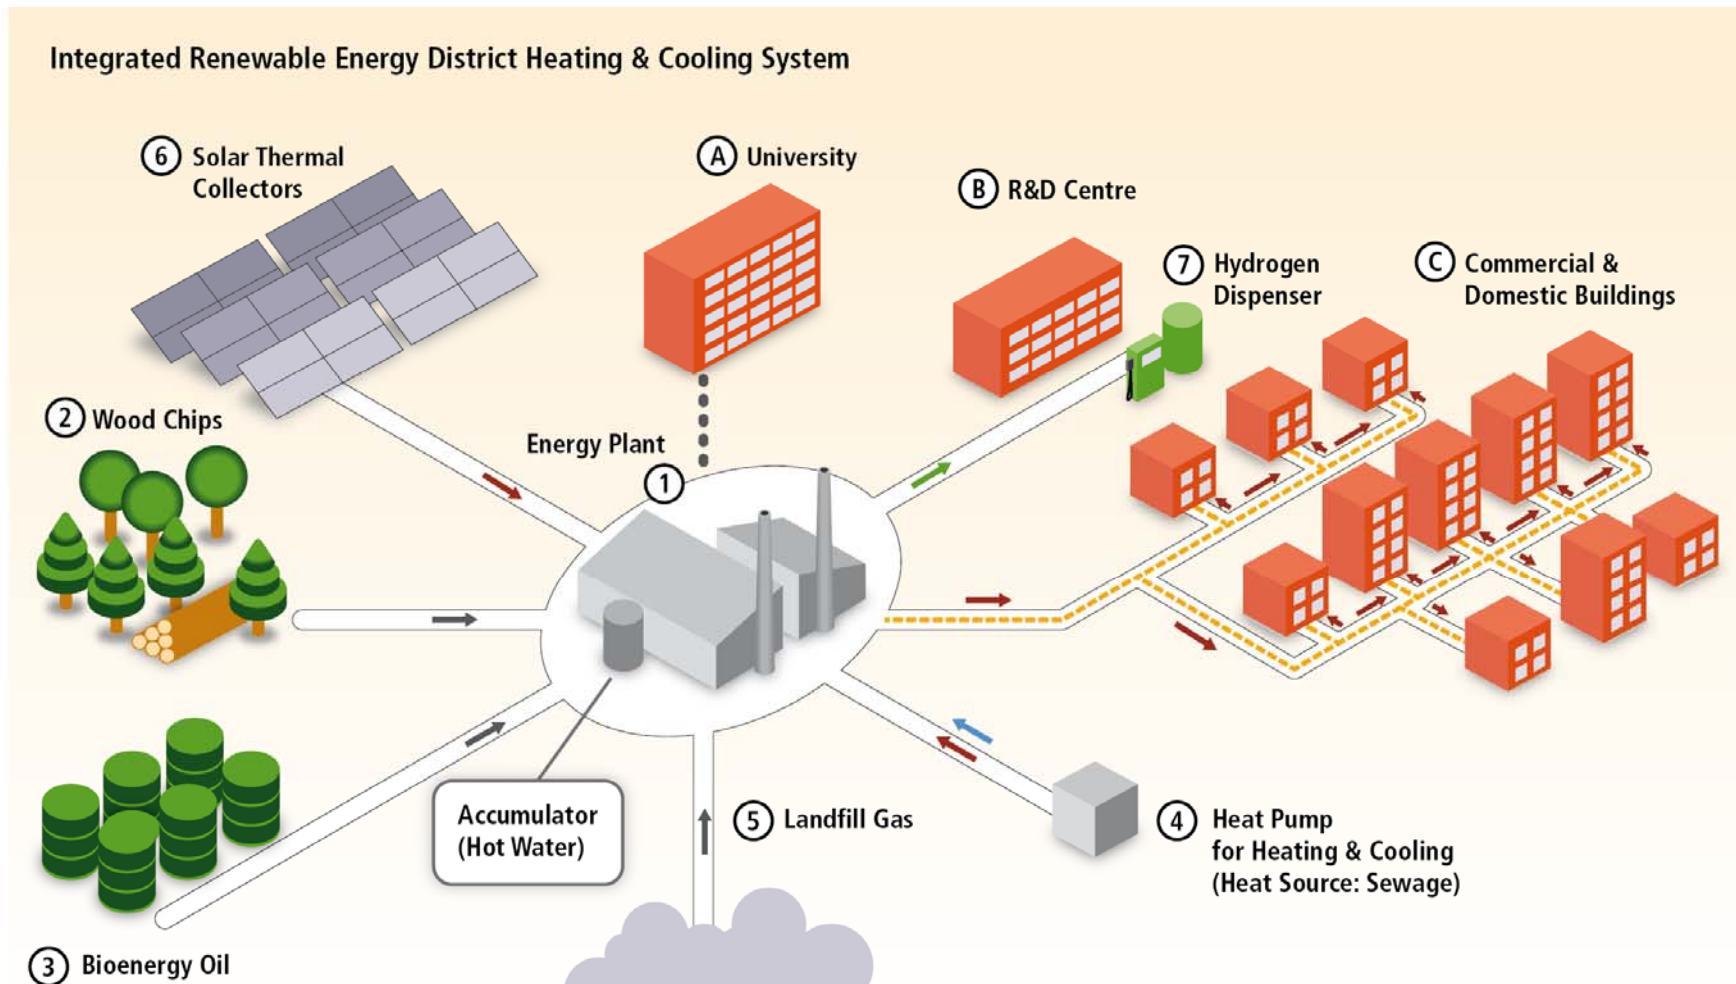 Integrated Renewable Energy District Heating & Cooling System
6 Solar Thermal
Collectors
A University
B R&D Centre
7 Hydrogen
Dispenser
C Commercial &
Domestic Buildings
2 Wood Chips
Energy Plant
1
Accumulator
(Hot Water)
5 Landfill Gas
4 Heat Pump
for Heating & Cooling
(Heat Source: Sewage)
3 Bioenergy Oil